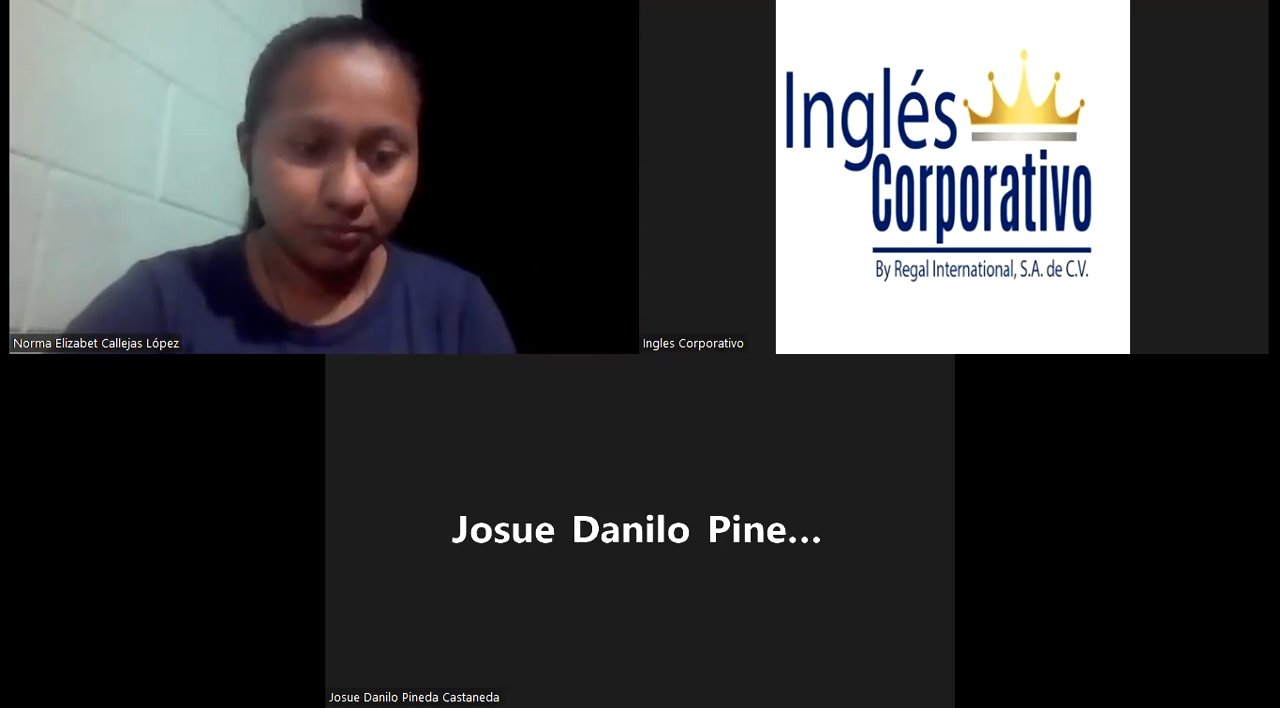 Inglés
Corporativo
By Regal International, S.A. de C.V.
Norma Elizabet Callejas López
Ingles Corporativo
Josue Danilo Pine...
Josue Danilo Pineda Castaneda